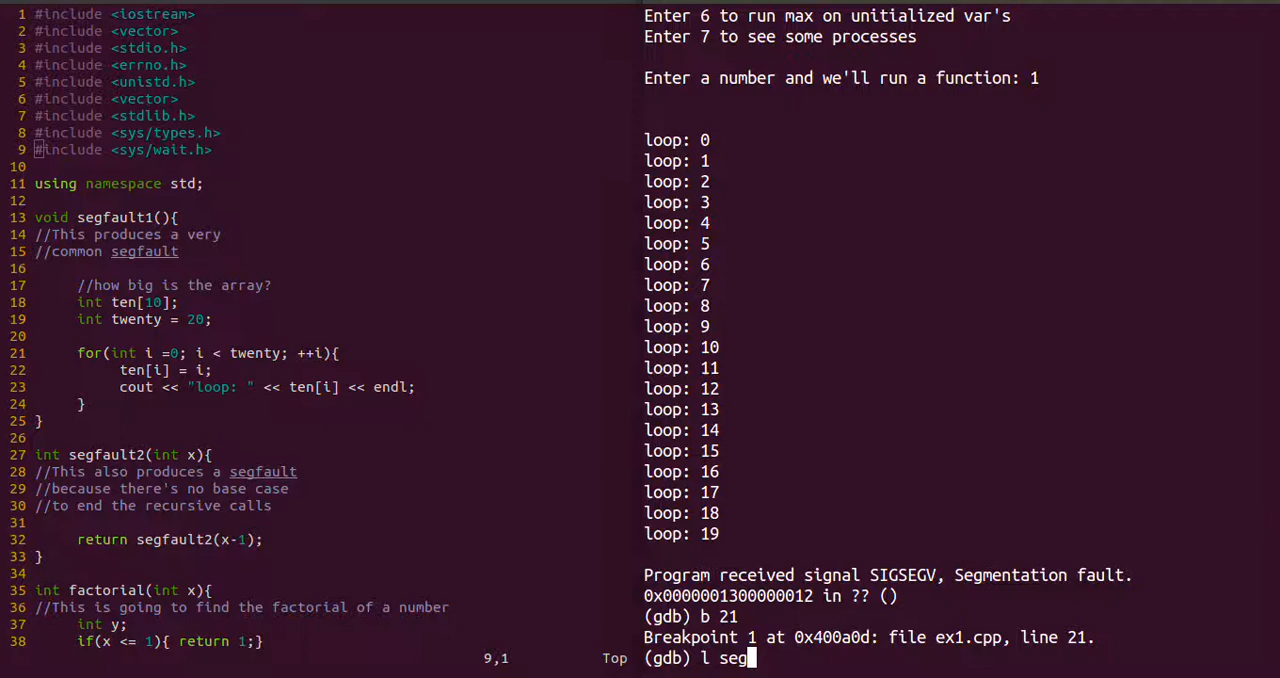 1 #include <iostream>
2 #include <vector>
3 #include <stdio.h>
4 #include <errno.h>
5 #include <unistd.h>
6 #include <vector>
7 #include <stdlib.h>
8 #include <sys/types.h>
9 #include <sys/wait.h>
10
11 using namespace std;
12
13 void segfault1(){
14 //This produces a very
15 //common segfault
16
17 //how big is the array?
18 int ten[10];
19 int twenty = 20;
20
21 for(int i =0; i < twenty; ++i){
22 ten[i] = i;
23 cout << "loop: " << ten[i] << endl;
24 }
25 }
26
27 int segfault2(int x){
28 //This also produces a segfault
29 //because there's no base case
30 //to end the recursive calls
31
32 return segfault2(x-1);
33 }
34
35 int factorial(int x){
36 //This is going to find the factorial of a number
37 int y;
38 if(x <= 1){ return 1;}
9,1 Top
Enter 6 to run max on unitialized var's
Enter 7 to see some processes
Enter a number and we'll run a function: 1
loop: 0
loop: 1
loop: 2
loop: 3
loop: 4
loop: 5
loop: 6
loop: 7
loop: 8
loop: 9
loop: 10
loop: 11
loop: 12
loop: 13
loop: 14
loop: 15
loop: 16
loop: 17
loop: 18
loop: 19
Program received signal SIGSEGV, Segmentation fault.
0x0000001300000012 in ?? ()
(gdb) b 21
Breakpoint 1 at 0x400a0d: file ex1.cpp, line 21.
(gdb) l seg